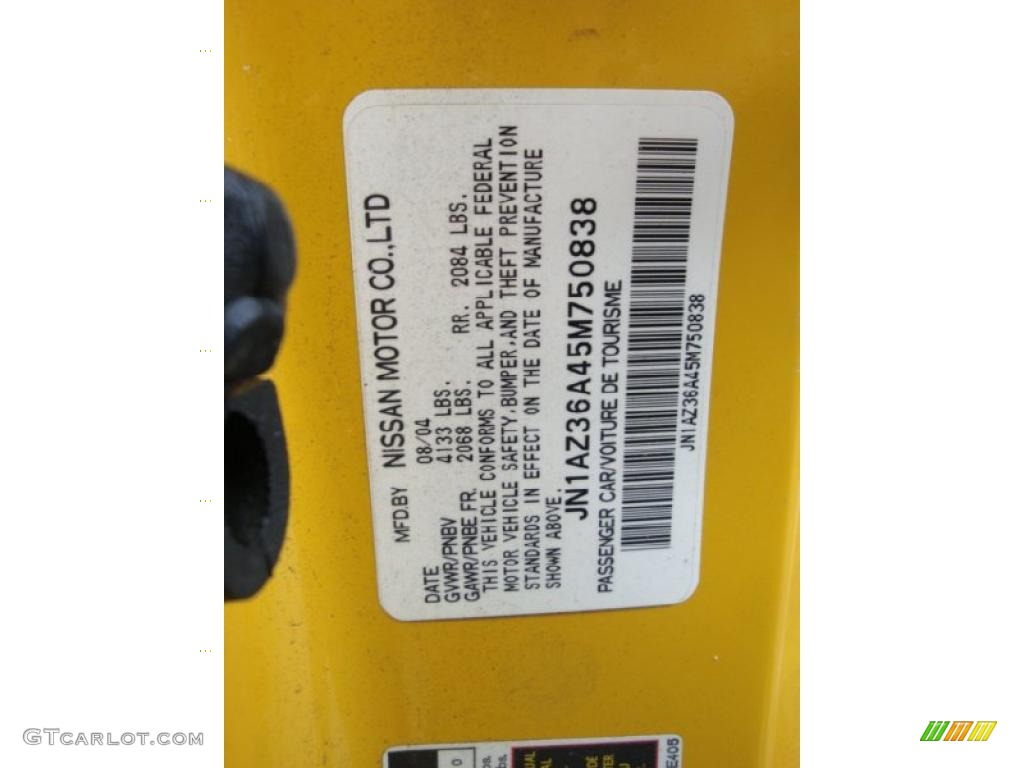 MFD.BY NISSAN MOTOR CO.,LTD
DATE 08/04
GVWR/PNBV 4133 LBS.
GAWR/PNBE FR. 2068 LBS. RR. 2084 LBS.
THIS VEHICLE CONFORMS TO ALL APPLICABLE FEDERAL
MOTOR VEHICLE SAFETY,BUMPER,AND THEFT PREVENTION
STANDARDS IN EFFECT ON THE DATE OF MANUFACTURE
SHOWN ABOVE.
JN1AZ36A45M750838
PASSENGER CAR/VOITURE DE TOURISME
JN1AZ36A45M750838
GTCarLot.com